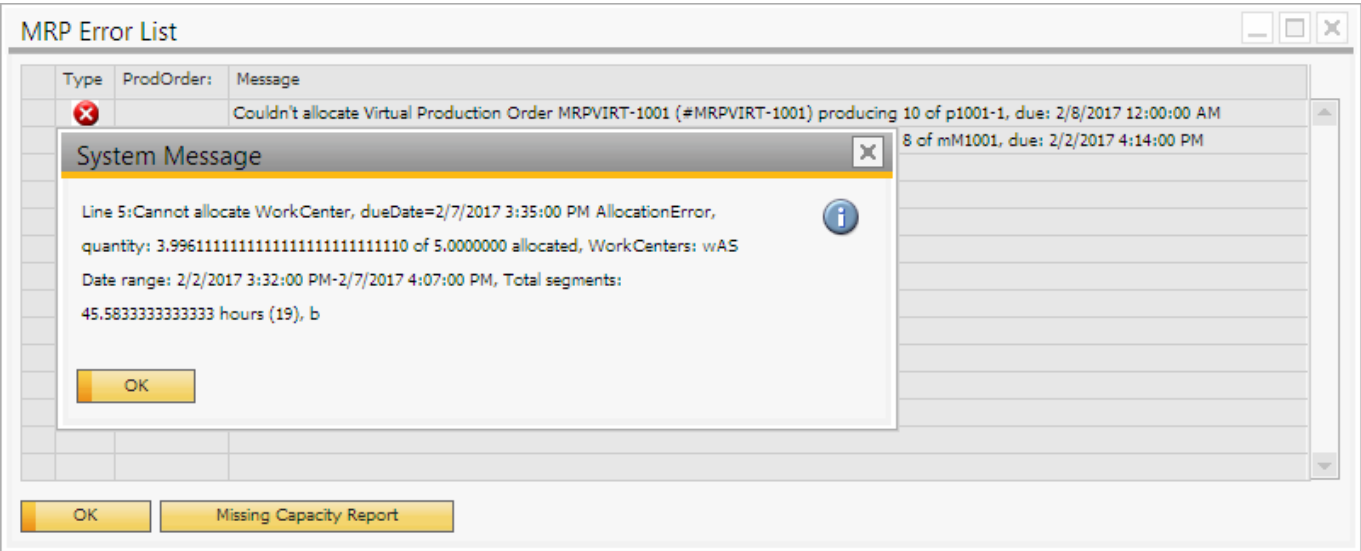 MRP Error List
Type ProdOrder: Message
Couldn't allocate Virtual Production Order MRPVIRT-1001 (#MRPVIRT-1001) producing 10 of p1001-1, due: 2/8/2017 12:00:00 AM
8 of mM1001, due: 2/2/2017 4:14:00 PM
System Message
Line 5:Cannot allocate WorkCenter, dueDate=2/7/2017 3:35:00 PM AllocationError,
quantity: 3.9961111111111111111111111110 of 5.0000000 allocated, WorkCenters: wAS
Date range: 2/2/2017 3:32:00 PM-2/7/2017 4:07:00 PM, Total segments:
45.5833333333333 hours (19), b
OK
OK Missing Capacity Report